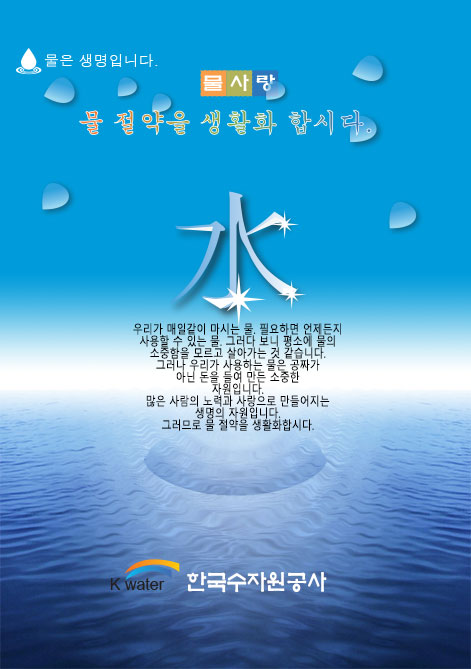 물은 생명입니다.
물사랑
물 절약을 생활화 합시다.
水
우리가 매일같이 마시는 물, 필요하면 언제든지
사용할 수 있는 물, 그러다 보니 평소에 물의
소중함을 모르고 살아가는 것 같습니다.
그러나 우리가 사용하는 물은 공짜가
아닌 돈을 들여 만든 소중한
자원입니다.
많은 사람의 노력과 사랑으로 만들어지는
생명의 자원입니다.
그러므로 물 절약을 생활화합시다.
K water 한국수자원공사